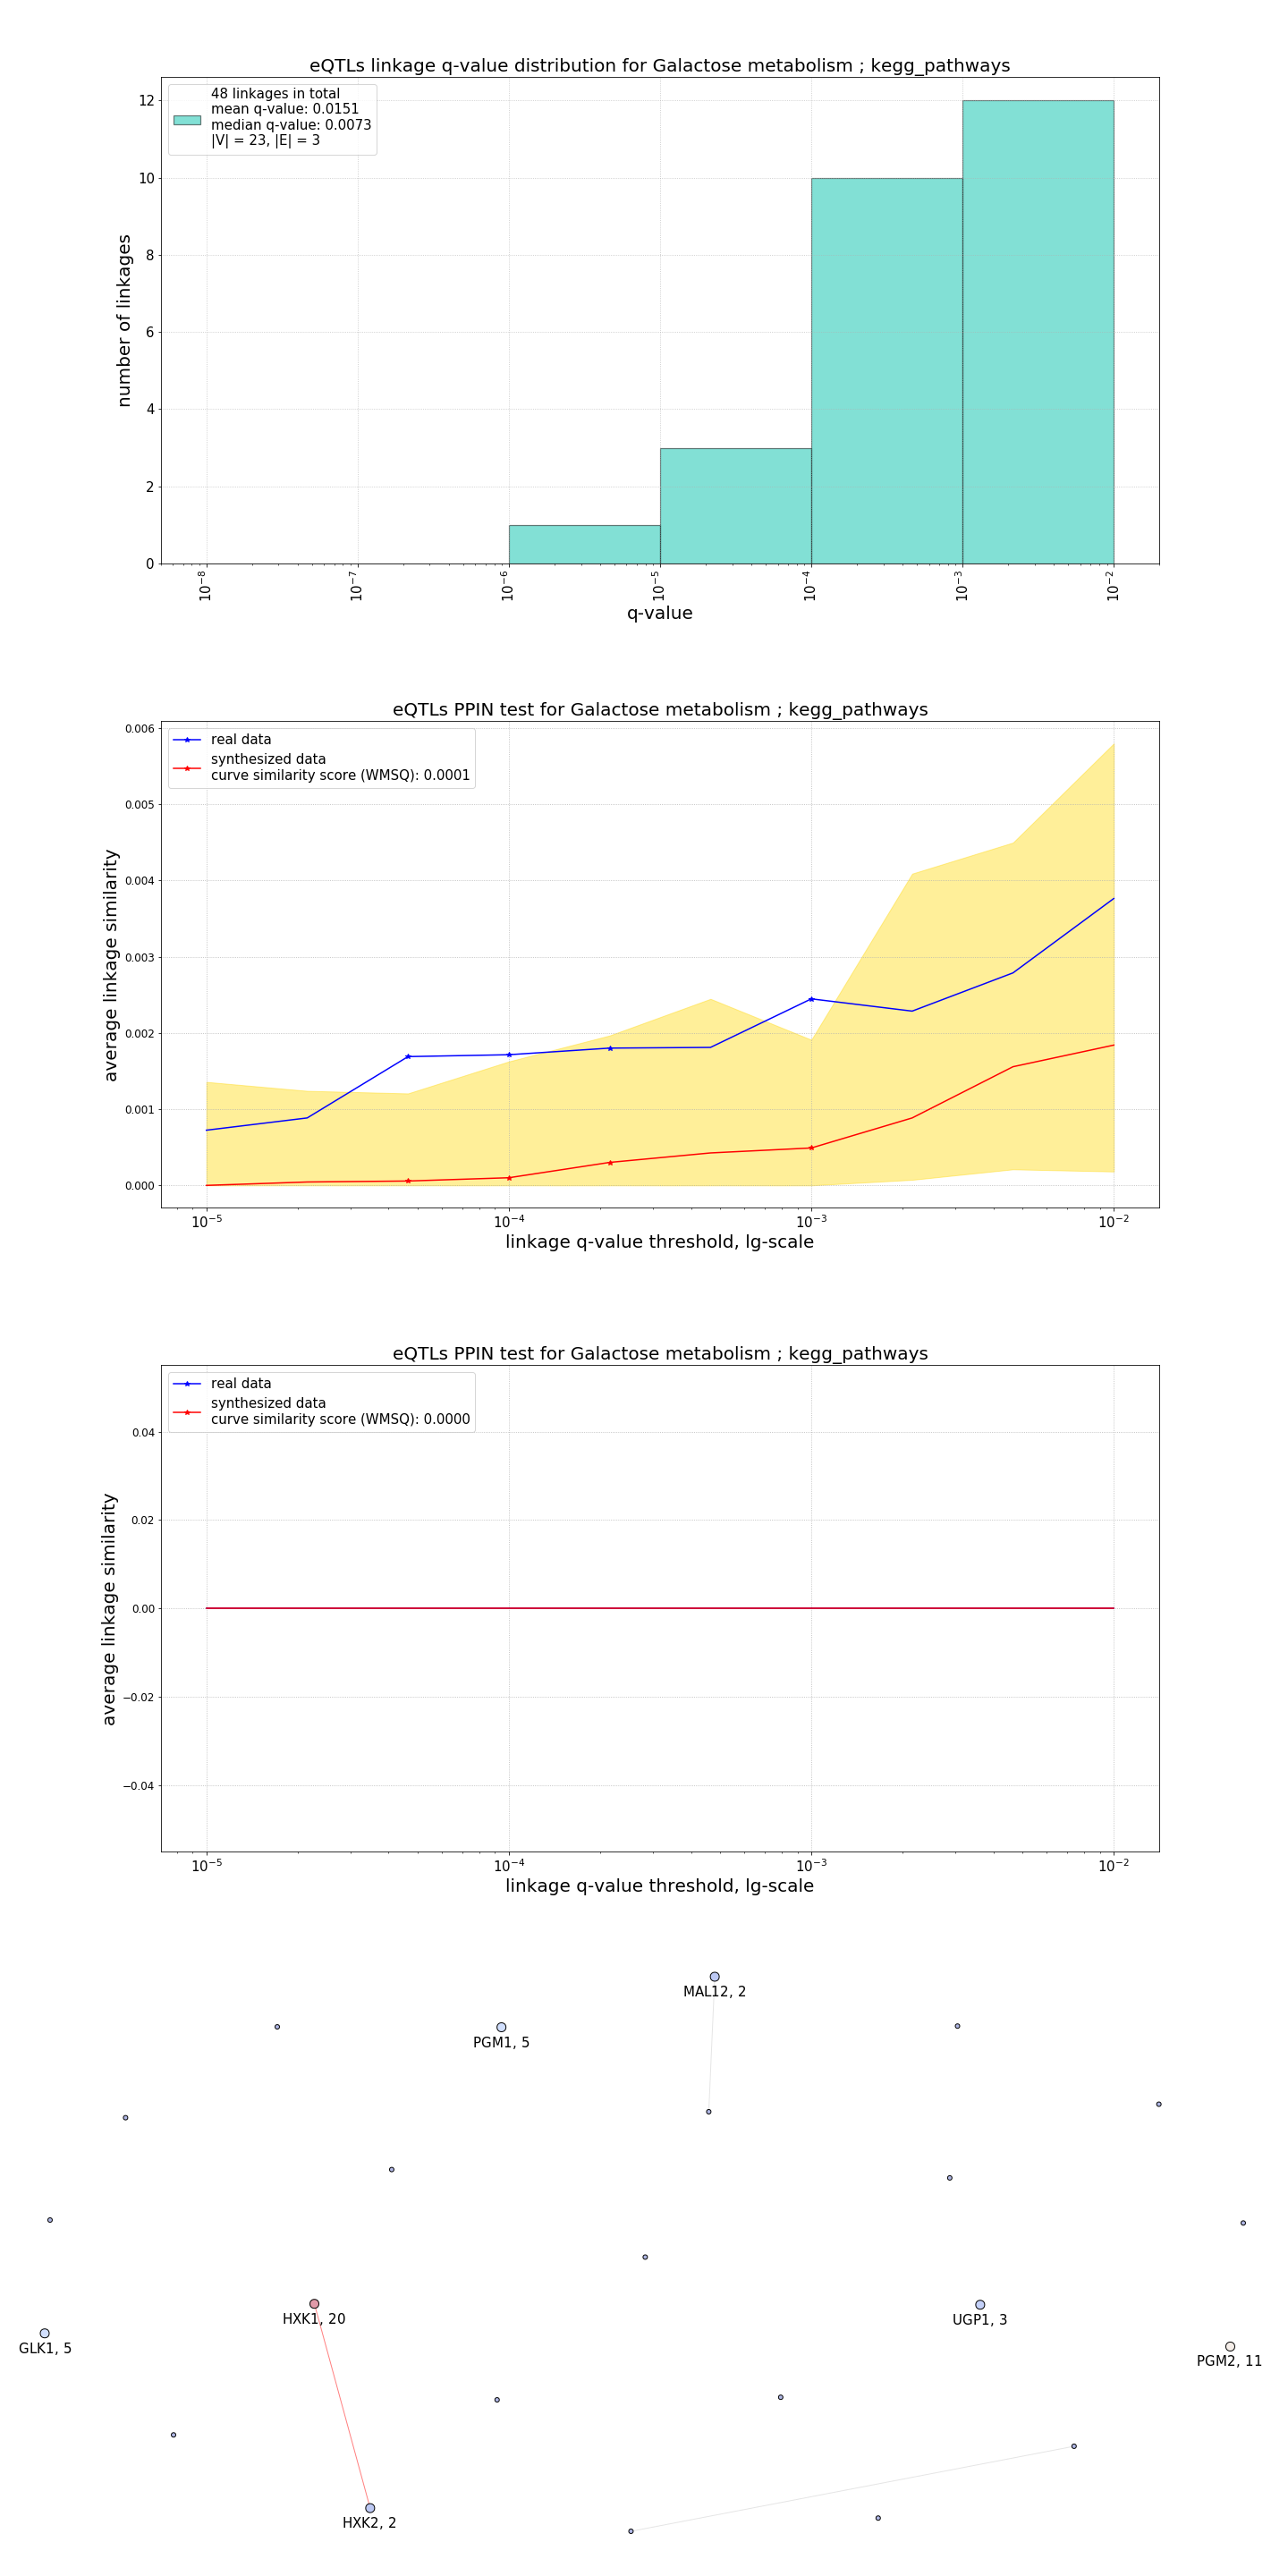 eQTLs linkage q-value distribution for Galactose metabolism ; kegg_pathways
48 linkages in total
mean q-value: 0.0151
median q-value: 0.0073
|V| = 23, |E| = 3
number of linkages
12
10
8
6
4
2
0
10⁻⁸ 10⁻⁷ 10⁻⁶ 10⁻⁵ 10⁻⁴ 10⁻³ 10⁻²
q-value
eQTLs PPIN test for Galactose metabolism ; kegg_pathways
real data
synthesized data
curve similarity score (WMSQ): 0.0001
average linkage similarity
0.006
0.005
0.004
0.003
0.002
0.001
0.000
10⁻⁵ 10⁻⁴ 10⁻³ 10⁻²
linkage q-value threshold, lg-scale
eQTLs PPIN test for Galactose metabolism ; kegg_pathways
real data
synthesized data
curve similarity score (WMSQ): 0.0000
average linkage similarity
0.04
0.02
0.00
−0.02
−0.04
10⁻⁵ 10⁻⁴ 10⁻³ 10⁻²
linkage q-value threshold, lg-scale
MAL12, 2
PGM1, 5
HXK1, 20
UGP1, 3
GLK1, 5
PGM2, 11
HXK2, 2